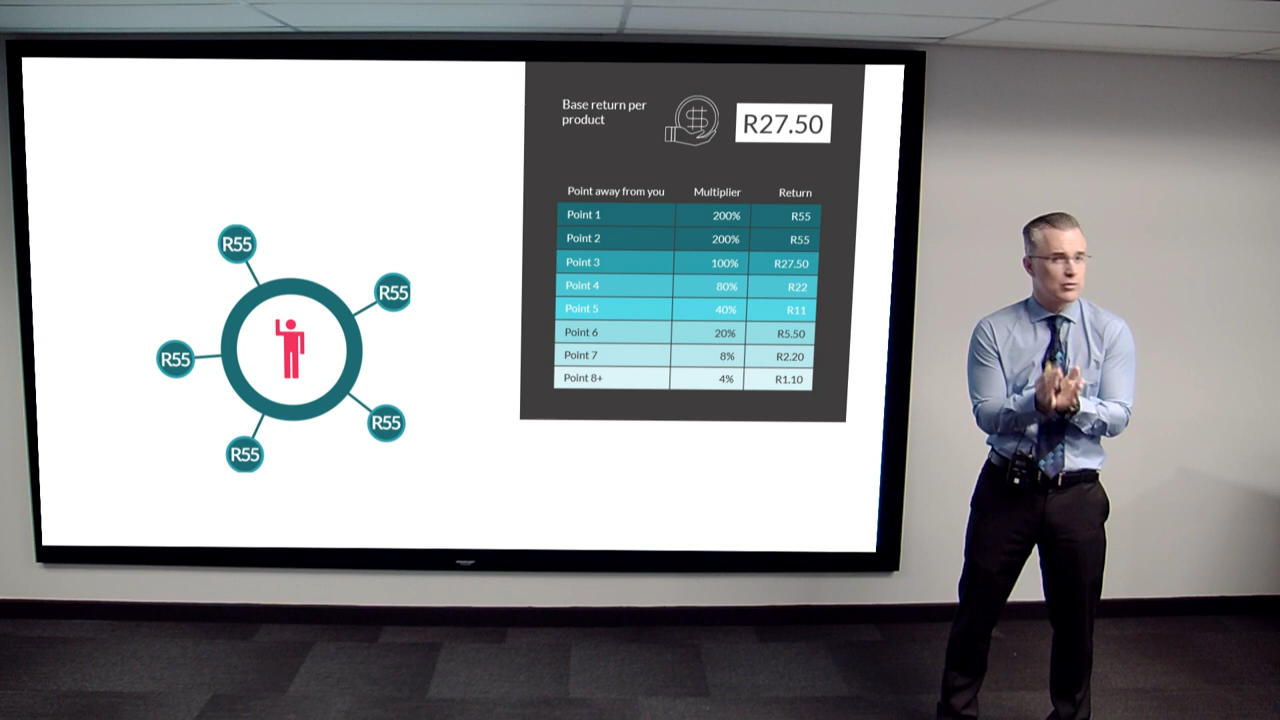 Base return per
product
R27.50
Point away from you Multiplier Return
Point 1 200% R55
Point 2 200% R55
Point 3 100% R27.50
Point 4 80% R22
Point 5 40% R11
Point 6 20% R5.50
Point 7 8% R2.20
Point 8+ 4% R1.10
R55
R55
R55
R55
R55